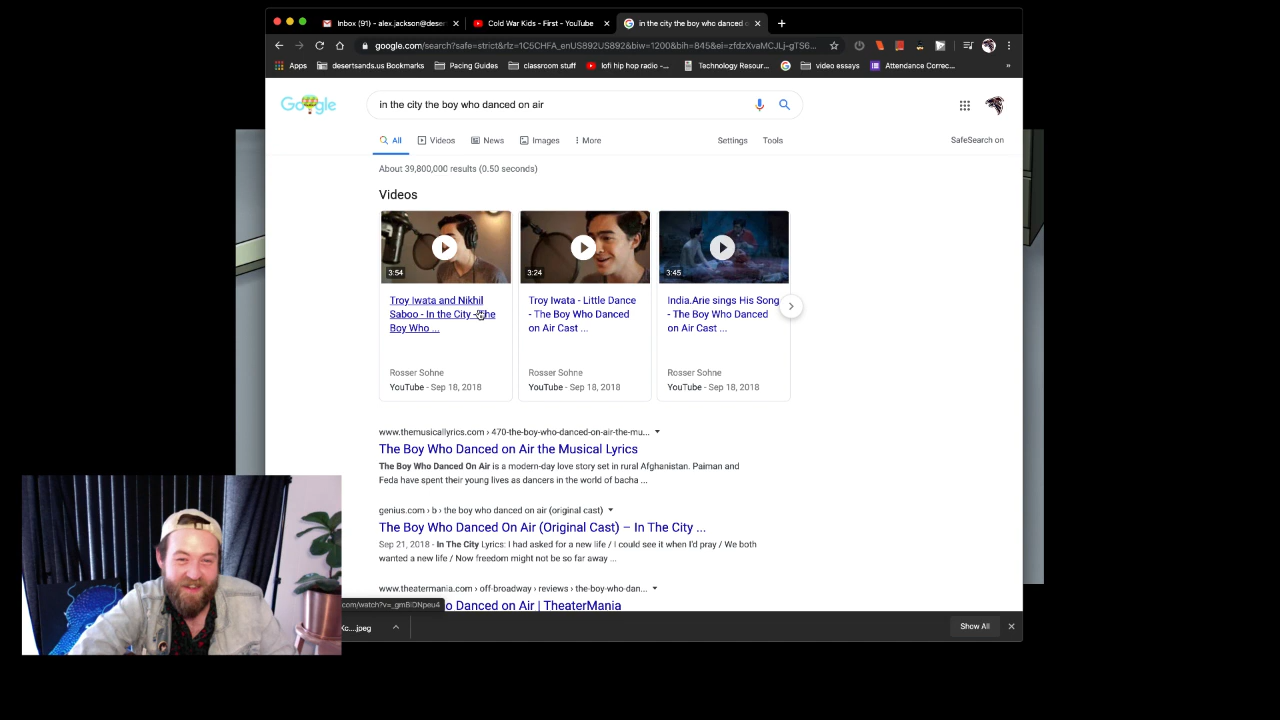 Inbox (91) - alex.jackson@deser
Cold War Kids - First - YouTube
in the city the boy who danced o
google.com/search?safe=strict&rlz=1C5CHFA_enUS892US892&biw=1200&bih=845&ei=zfdzXvaMCJLj-gTS6...
Apps
desertsands.us Bookmarks
Pacing Guides
classroom stuff
lofi hip hop radio -...
Technology Resour...
video essays
Attendance Correc...
»
Google
in the city the boy who danced on air
All
Videos
News
Images
More
Settings
Tools
SafeSearch on
About 39,800,000 results (0.50 seconds)
Videos
3:54
Troy Iwata and Nikhil
Saboo - In the City - The
Boy Who ...
Rosser Sohne
YouTube - Sep 18, 2018
3:24
Troy Iwata - Little Dance
- The Boy Who Danced
on Air Cast ...
Rosser Sohne
YouTube - Sep 18, 2018
3:45
India.Arie sings His Song
- The Boy Who Danced
on Air Cast ...
Rosser Sohne
YouTube - Sep 18, 2018
www.themusicallyrics.com › 470-the-boy-who-danced-on-air-the-mu...
The Boy Who Danced on Air the Musical Lyrics
The Boy Who Danced On Air is a modern-day love story set in rural Afghanistan. Paiman and
Feda have spent their young lives as dancers in the world of bacha ...
genius.com › b › the boy who danced on air (original cast)
The Boy Who Danced On Air (Original Cast) – In The City ...
Sep 21, 2018 - In The City Lyrics: I had asked for a new life / I could see it when I'd pray / We both
wanted a new life / Now freedom might not be so far away ...
www.theatermania.com › off-broadway › reviews › the-boy-who-dan...
o Danced on Air | TheaterMania
com/watch?v=_gmBlDNpeu4
Kc....jpeg
Show All